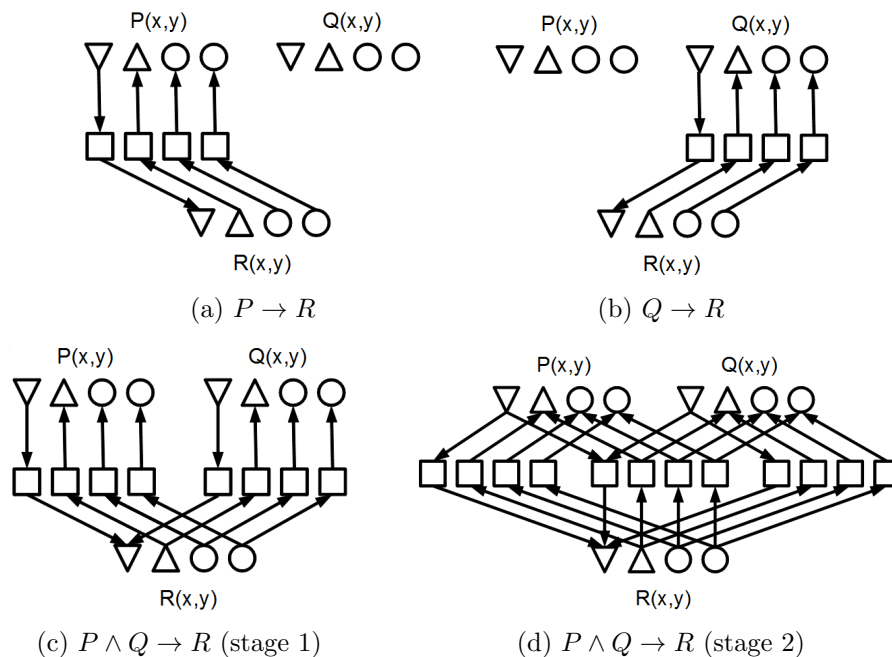 P(x,y) Q(x,y)
R(x,y)
(a) P → R
P(x,y) Q(x,y)
R(x,y)
(b) Q → R
P(x,y) Q(x,y)
R(x,y)
(c) P ∧ Q → R (stage 1)
P(x,y) Q(x,y)
R(x,y)
(d) P ∧ Q → R (stage 2)